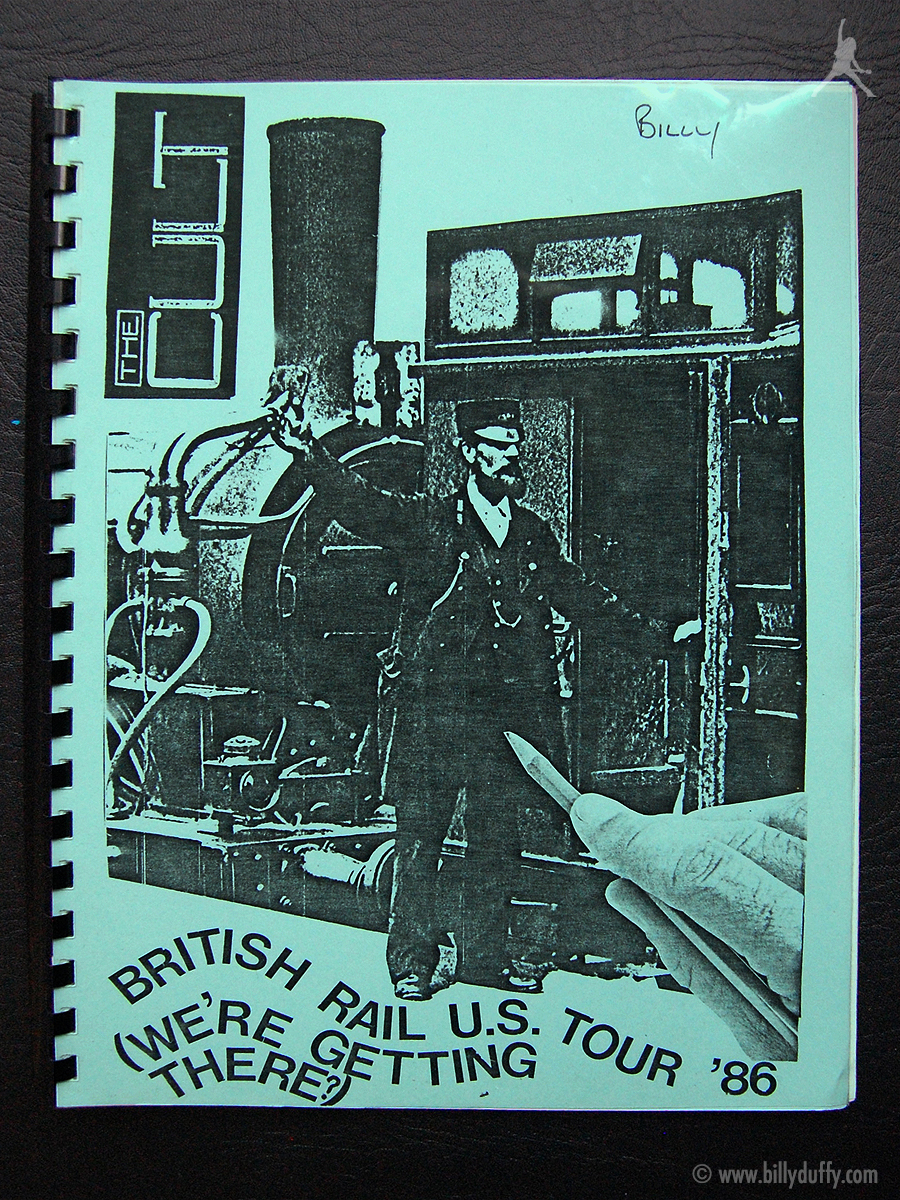 THE CULT
Billy
BRITISH RAIL U.S. TOUR '86
(WE'RE GETTING
THERE?)
© www.billyduffy.com